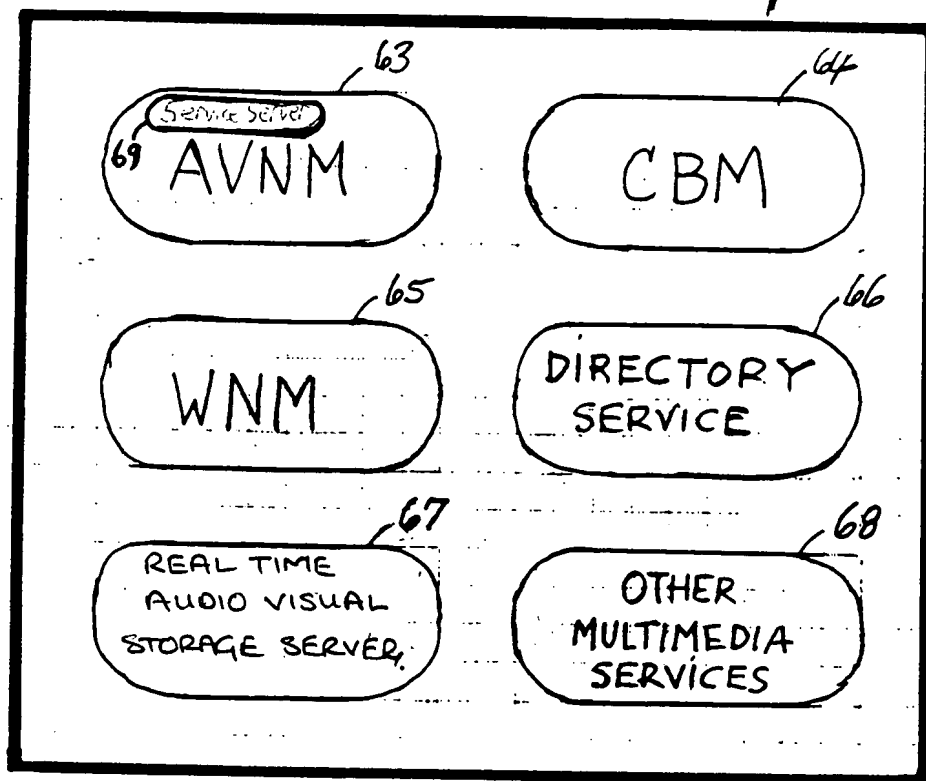 63
64
Service Server
69
AVNM
CBM
65
66
WNM
DIRECTORY
SERVICE
67
68
REAL TIME
AUDIO VISUAL
STORAGE SERVER.
OTHER
MULTIMEDIA
SERVICES